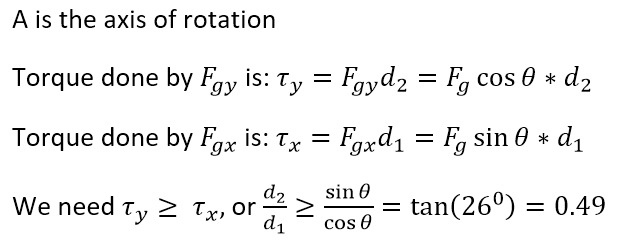 A is the axis of rotation
Torque done by F_gy is: τ_y = F_gy d_2 = F_g cos θ * d_2
Torque done by F_gx is: τ_x = F_gx d_1 = F_g sin θ * d_1
We need τ_y ≥ τ_x, or d_2/d_1 ≥ sin θ/cos θ = tan(26⁰) = 0.49